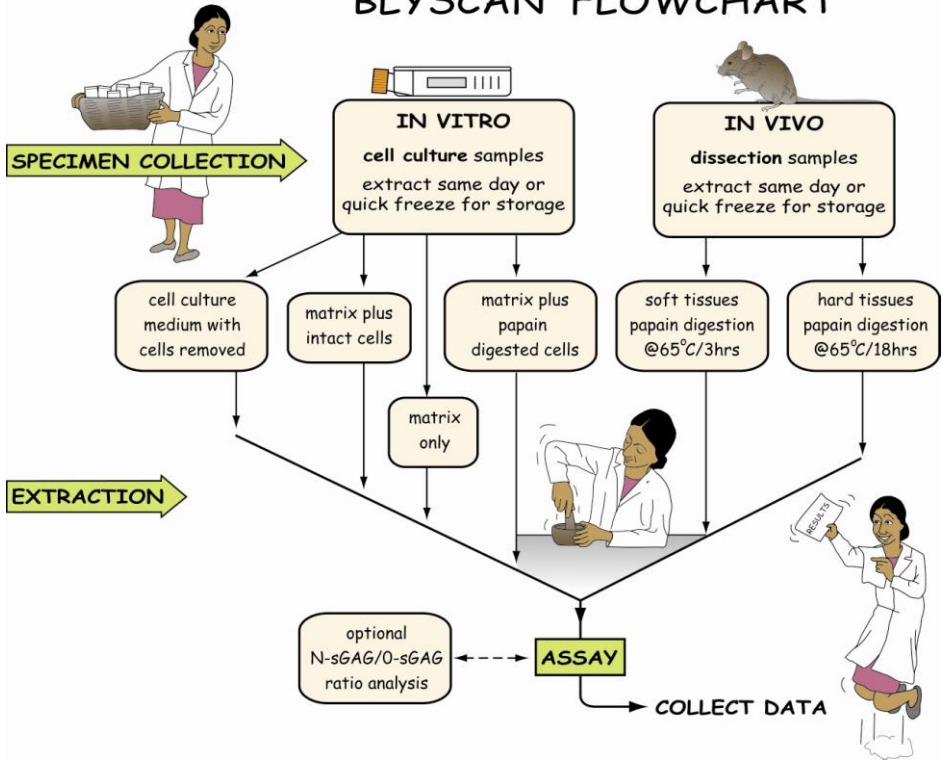 BLYSCAN FLOWCHART
SPECIMEN COLLECTION
IN VITRO
cell culture samples
extract same day or
quick freeze for storage
IN VIVO
dissection samples
extract same day or
quick freeze for storage
cell culture
medium with
cells removed
matrix plus
intact cells
matrix
only
matrix plus
papain
digested cells
soft tissues
papain digestion
@65°C/3hrs
hard tissues
papain digestion
@65°C/18hrs
EXTRACTION
RESULTS
optional
N-sGAG/0-sGAG
ratio analysis
ASSAY
COLLECT DATA